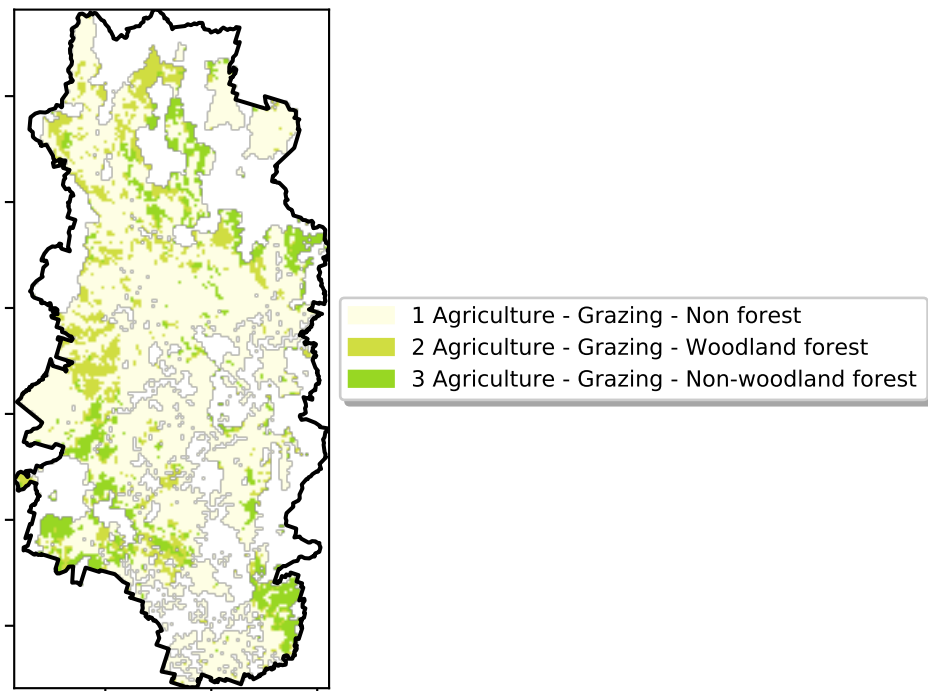 1 Agriculture - Grazing - Non forest
2 Agriculture - Grazing - Woodland forest
3 Agriculture - Grazing - Non-woodland forest